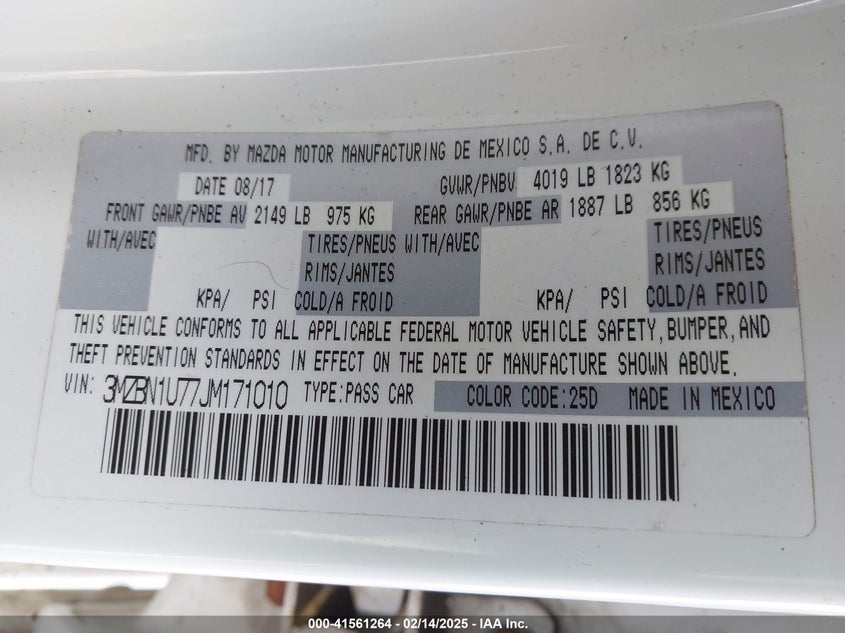 MFD. BY MAZDA MOTOR MANUFACTURING DE MEXICO S.A. DE C.V.
DATE 08/17 GVWR/PNBV 4019 LB 1823 KG
FRONT GAWR/PNBE AV 2149 LB 975 KG REAR GAWR/PNBE AR 1887 LB 856 KG
WITH/AVEC TIRES/PNEUS WITH/AVEC TIRES/PNEUS
RIMS/JANTES RIMS/JANTES
KPA/ PSI COLD/A FROID KPA/ PSI COLD/A FROID
THIS VEHICLE CONFORMS TO ALL APPLICABLE FEDERAL MOTOR VEHICLE SAFETY, BUMPER, AND
THEFT PREVENTION STANDARDS IN EFFECT ON THE DATE OF MANUFACTURE SHOWN ABOVE.
VIN: 3MZBN1U77JM171010 TYPE:PASS CAR COLOR CODE:25D MADE IN MEXICO
000-41561264 - 02/14/2025 - IAA Inc.